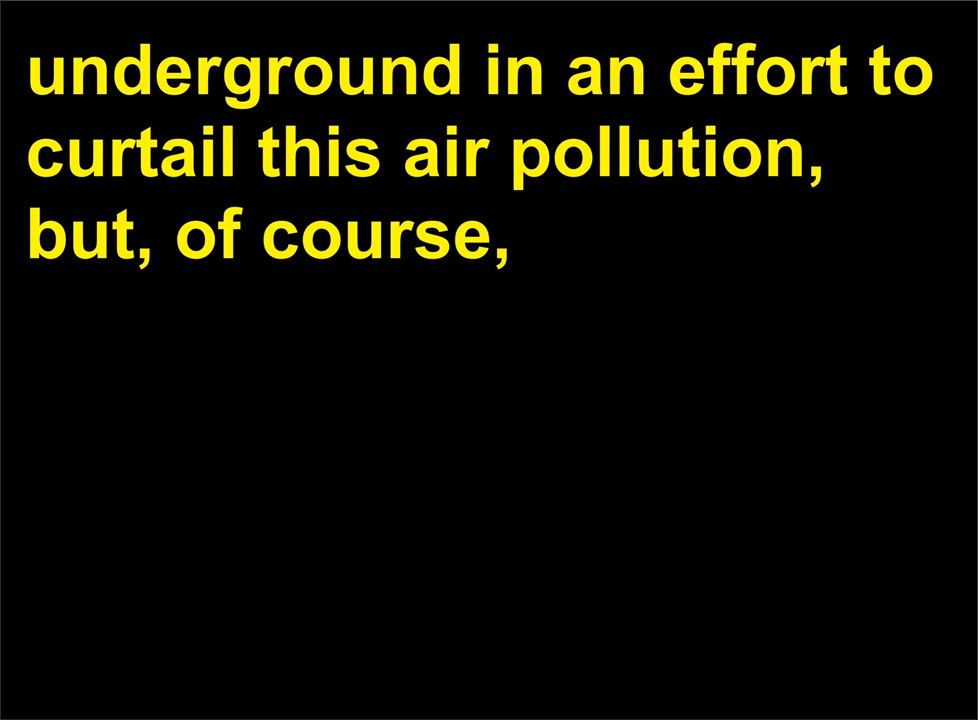 underground in an effort to
curtail this air pollution,
but, of course,